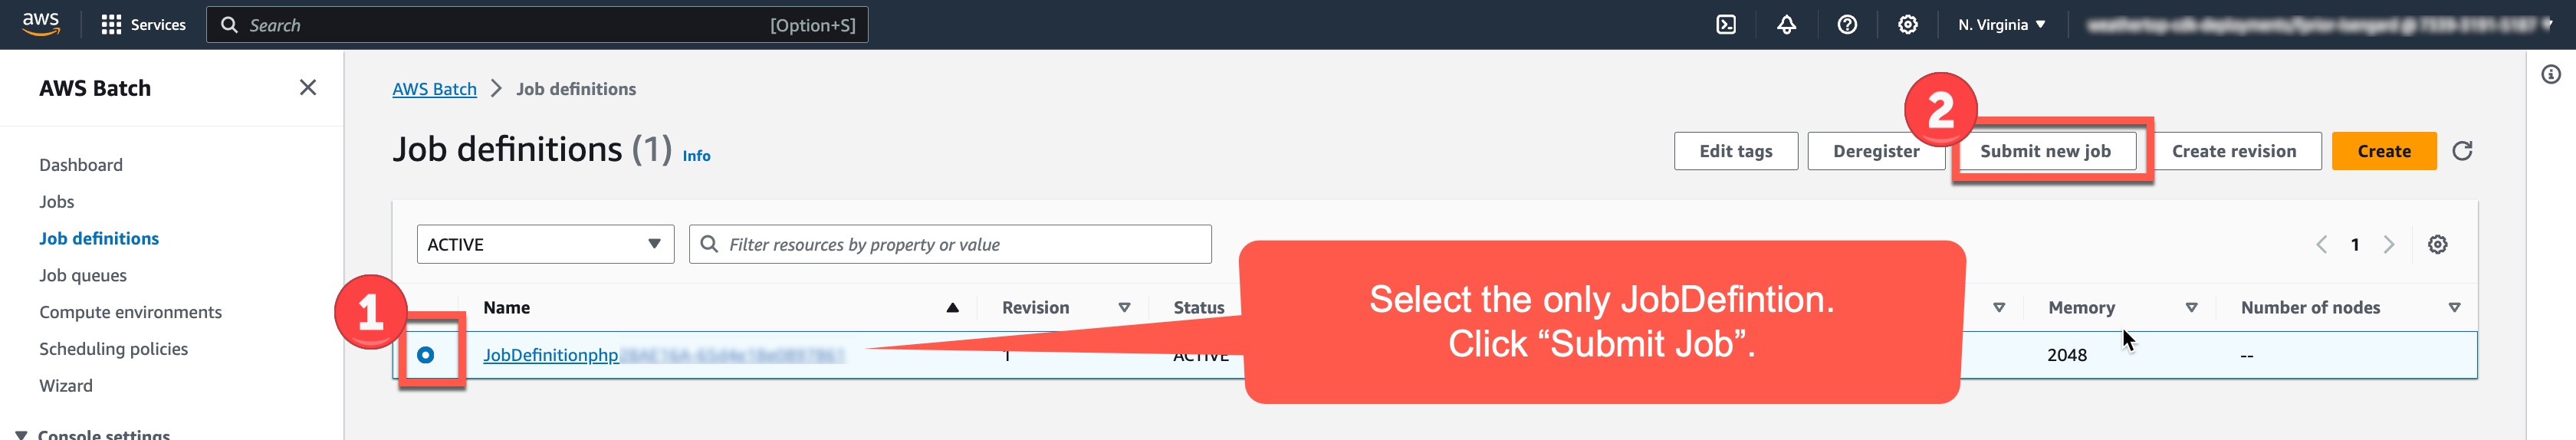 aws Services Search [Option+S] N. Virginia
AWS Batch
Dashboard
Jobs
Job definitions
Job queues
Compute environments
Scheduling policies
Wizard
Console settings
AWS Batch > Job definitions
Job definitions (1) Info
Edit tags Deregister Submit new job Create revision Create
2
ACTIVE Filter resources by property or value 1
Name Revision Status Memory Number of nodes
1
JobDefinitionphp 1 ACTIVE 2048 --
Select the only JobDefintion.
Click “Submit Job”.